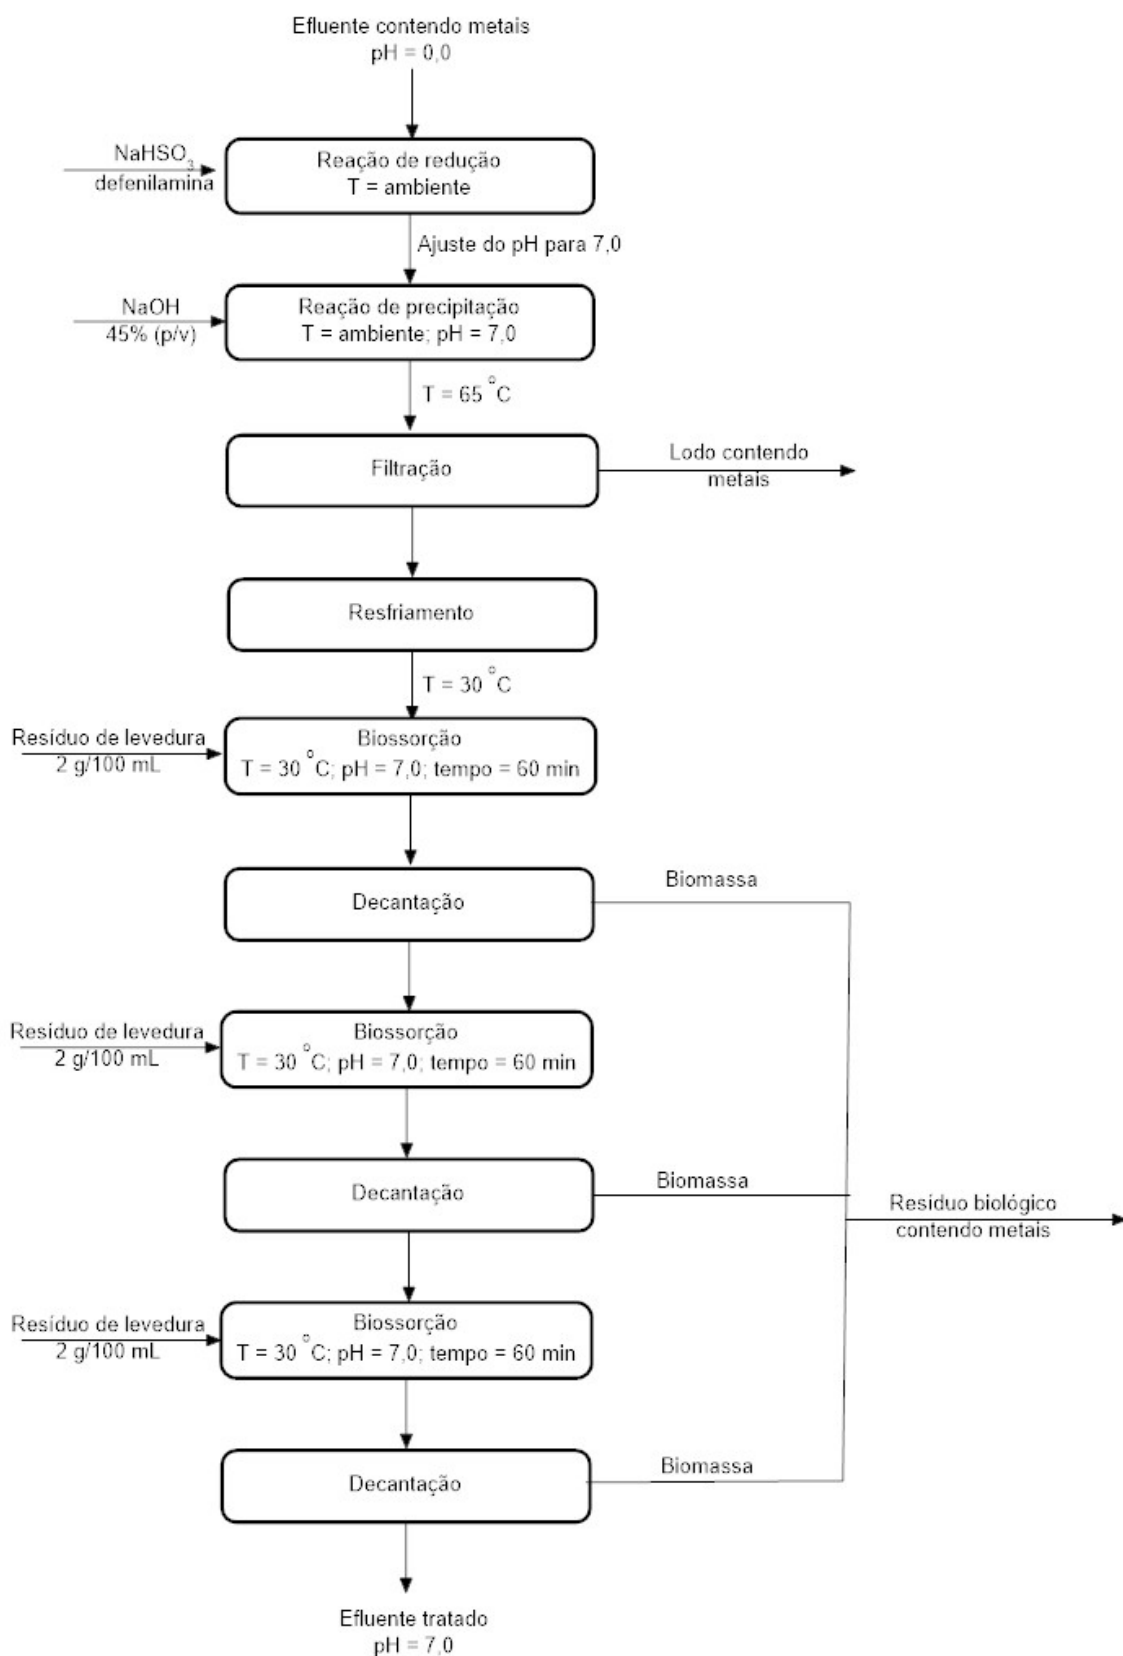 Efluente contendo metais
pH = 0,0
NaHSO3
defenilamina
Reação de redução
T = ambiente
Ajuste do pH para 7,0
NaOH
45% (p/v)
Reação de precipitação
T = ambiente; pH = 7,0
T = 65 °C
Filtração
Lodo contendo
metais
Resfriamento
T = 30 °C
Resíduo de levedura
2 g/100 mL
Biossorção
T = 30 °C; pH = 7,0; tempo = 60 min
Decantação
Biomassa
Resíduo de levedura
2 g/100 mL
Biossorção
T = 30 °C; pH = 7,0; tempo = 60 min
Decantação
Biomassa
Resíduo biológico
contendo metais
Resíduo de levedura
2 g/100 mL
Biossorção
T = 30 °C; pH = 7,0; tempo = 60 min
Decantação
Biomassa
Efluente tratado
pH = 7,0